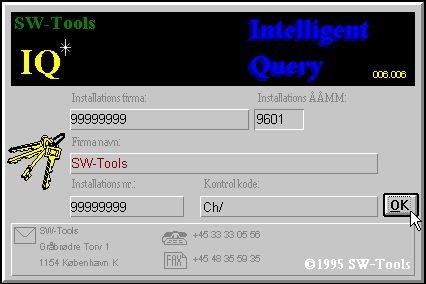 SW-Tools
IQ*
Intelligent
Query
006.006
Installations firma: Installations ÅÅMM:
99999999 9601
Firma navn:
SW-Tools
Installations nr.: Kontrol kode:
99999999 Ch/ OK
SW-Tools +45 33 33 05 56
Gråbrødre Torv 1
1154 København K FAX +45 48 35 59 35
©1995 SW-Tools